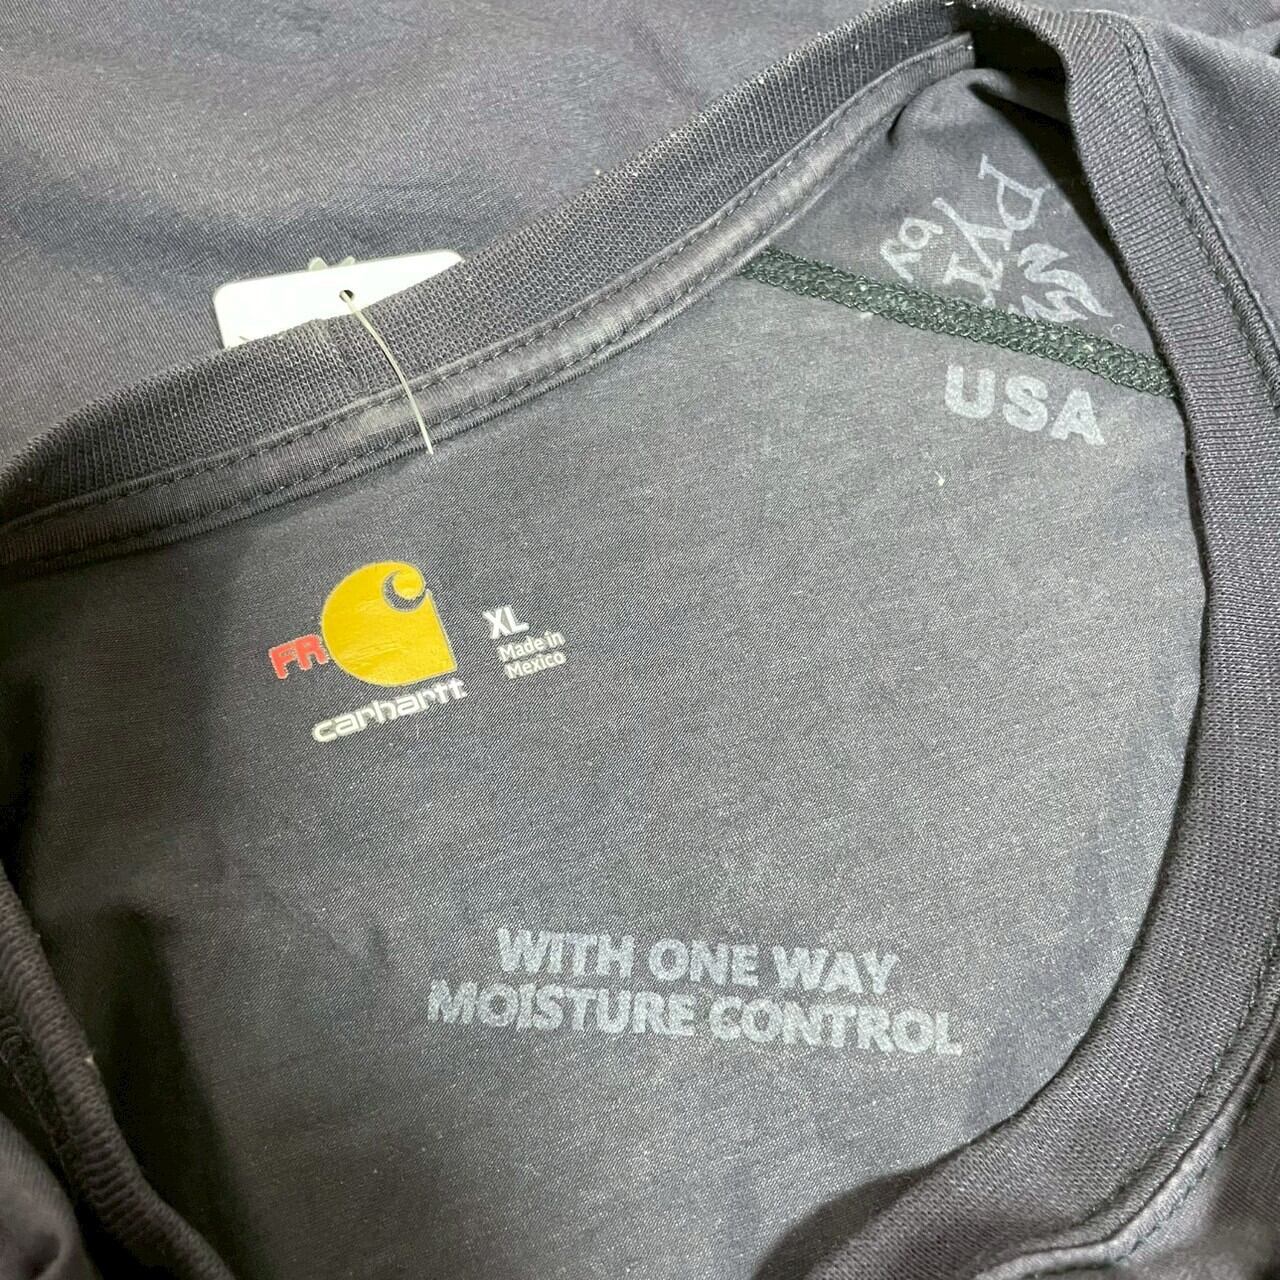 USA
FR
carhartt
XL
Made in
Mexico
WITH ONE WAY
MOISTURE CONTROL